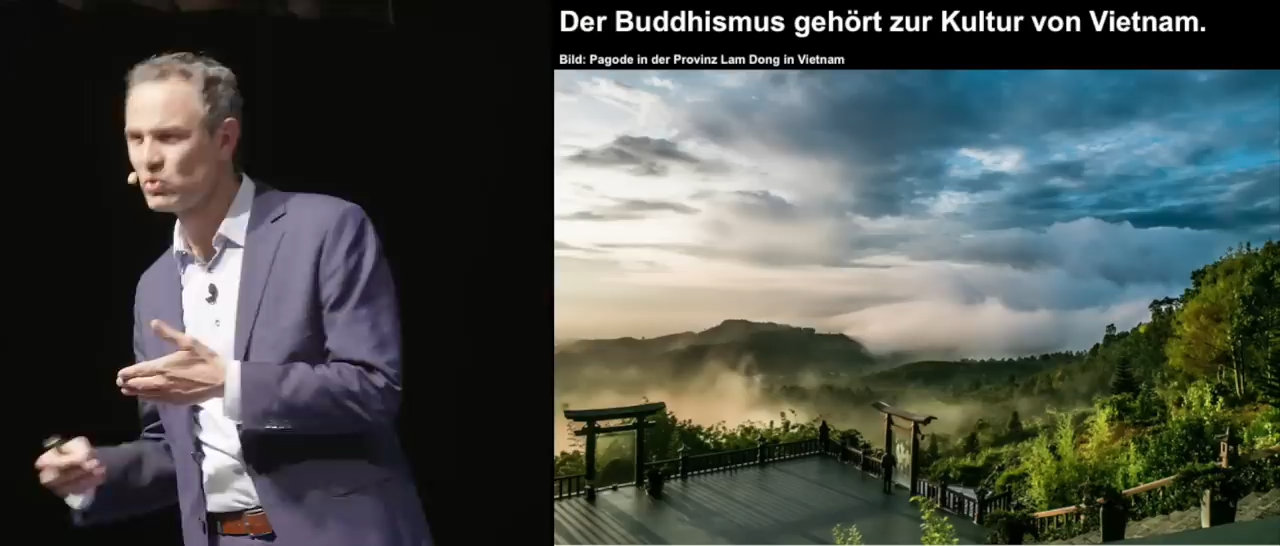 Der Buddhismus gehört zur Kultur von Vietnam.
Bild: Pagode in der Provinz Lam Dong in Vietnam